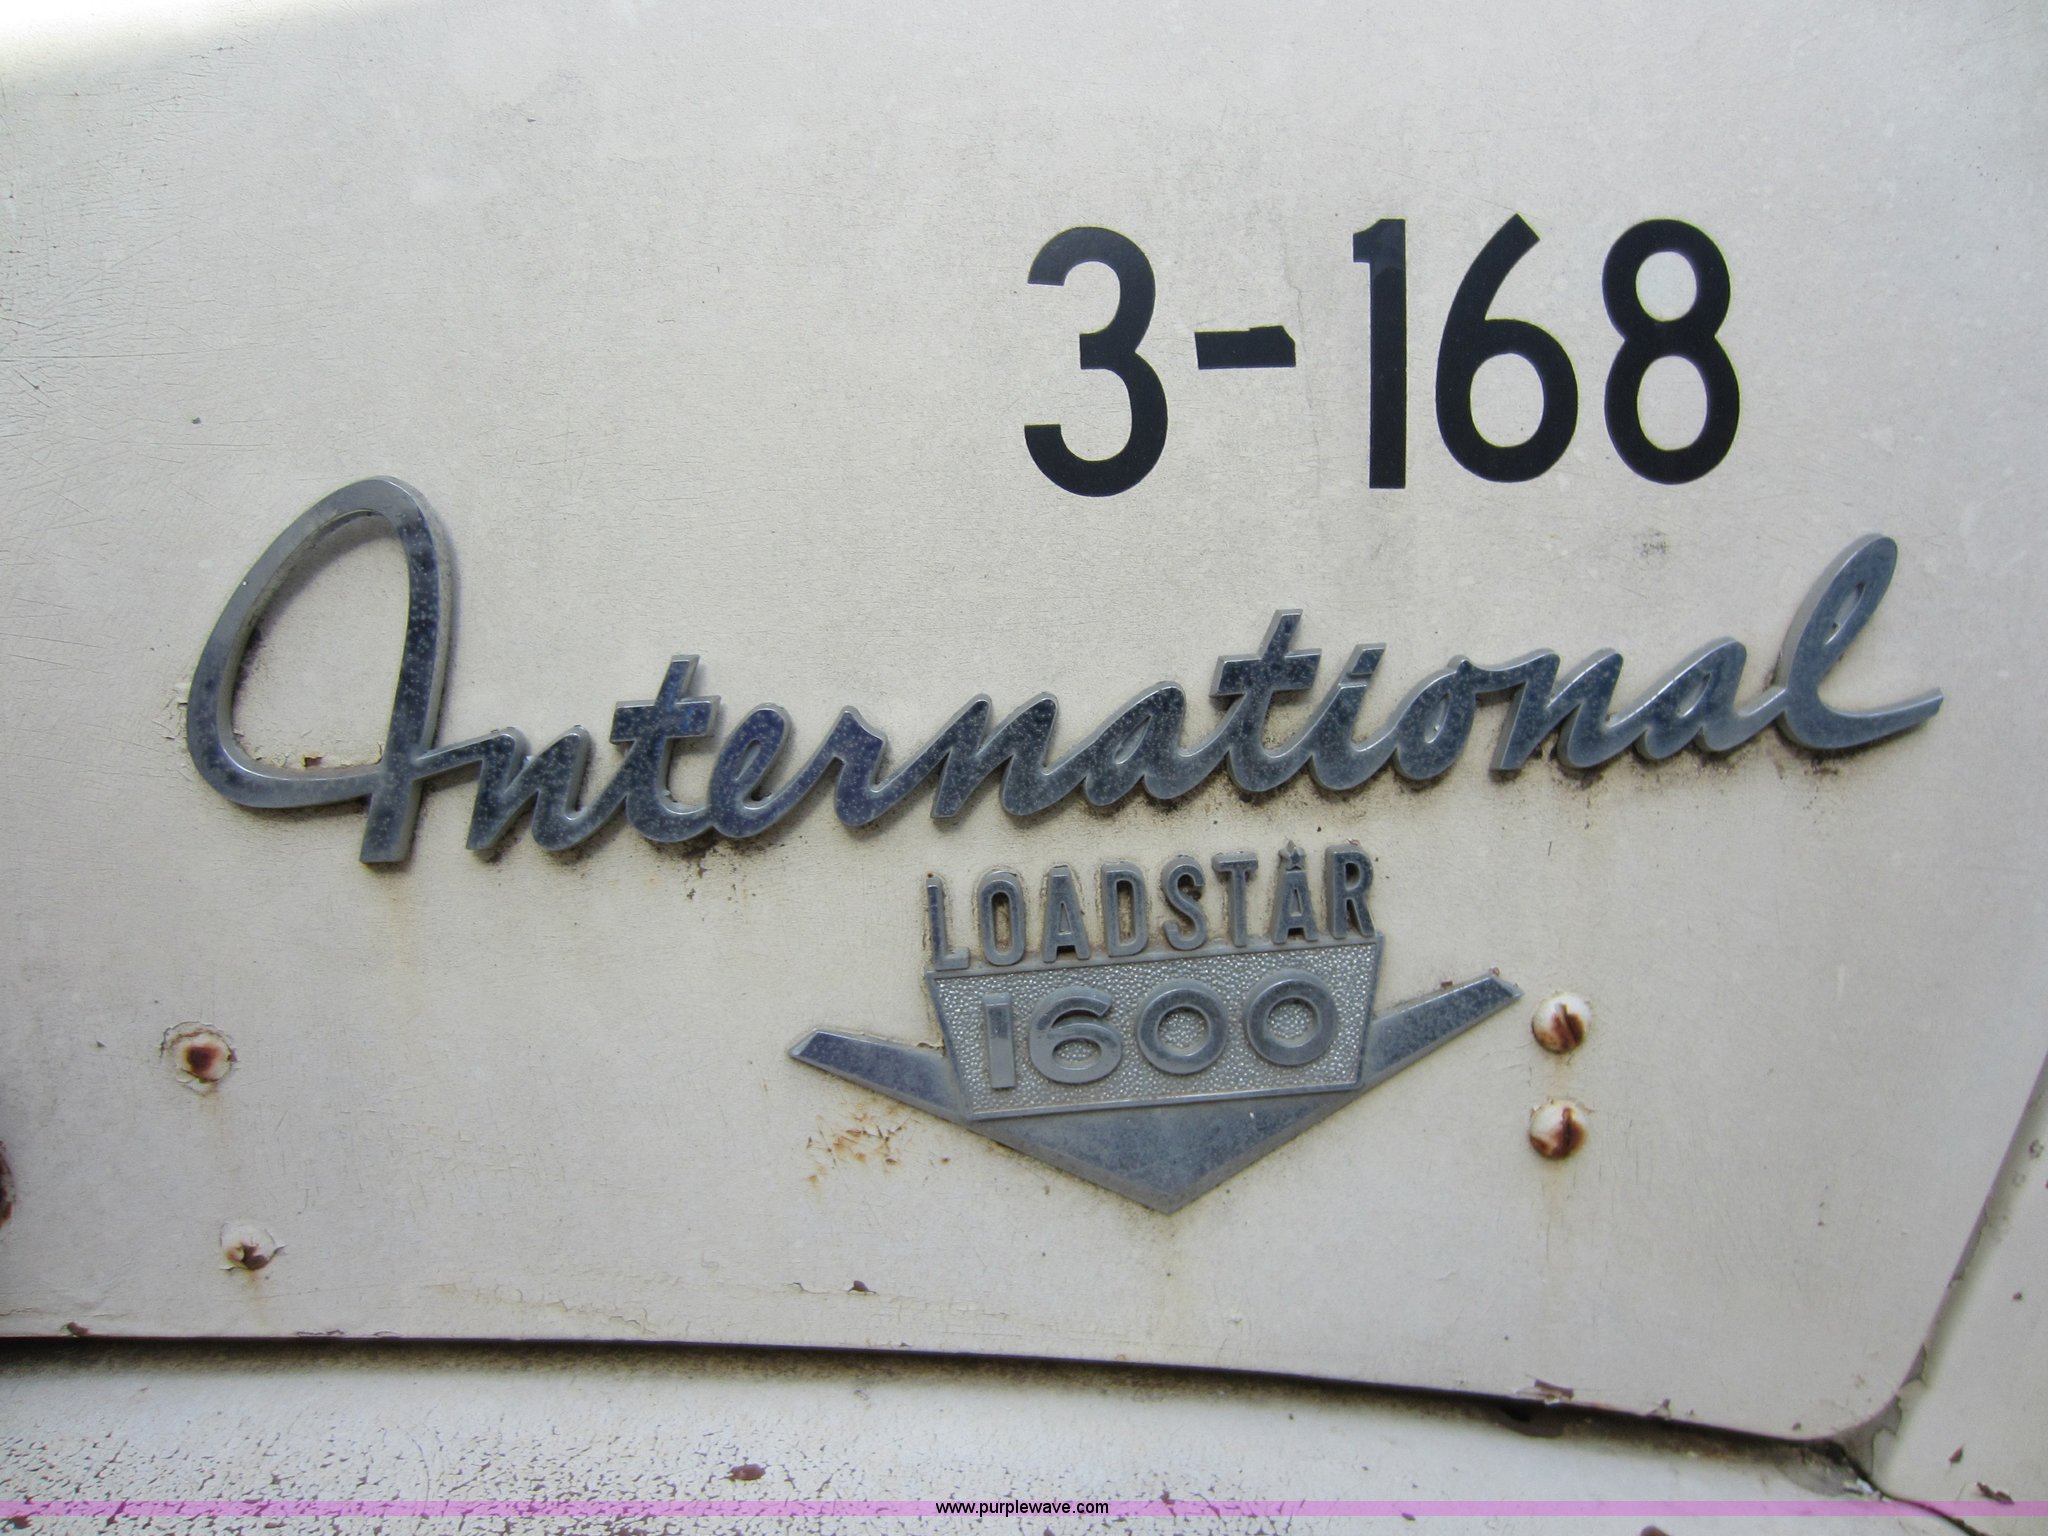 3-168
International
LOADSTAR
1600
www.purplewave.com